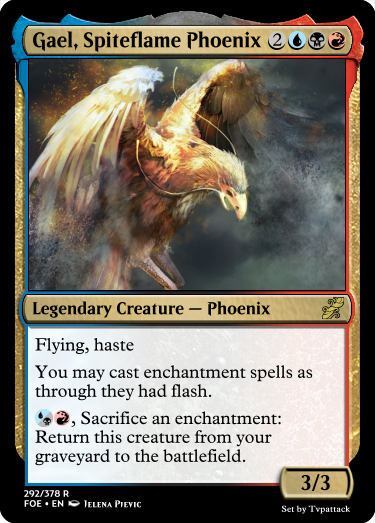 Gael, Spiteflame Phoenix 2
Legendary Creature — Phoenix
Flying, haste
You may cast enchantment spells as
through they had flash.
, Sacrifice an enchantment:
Return this creature from your
graveyard to the battlefield.
3/3
292/378 R
FOE • EN Jelena Pievic
Set by Tvpattack